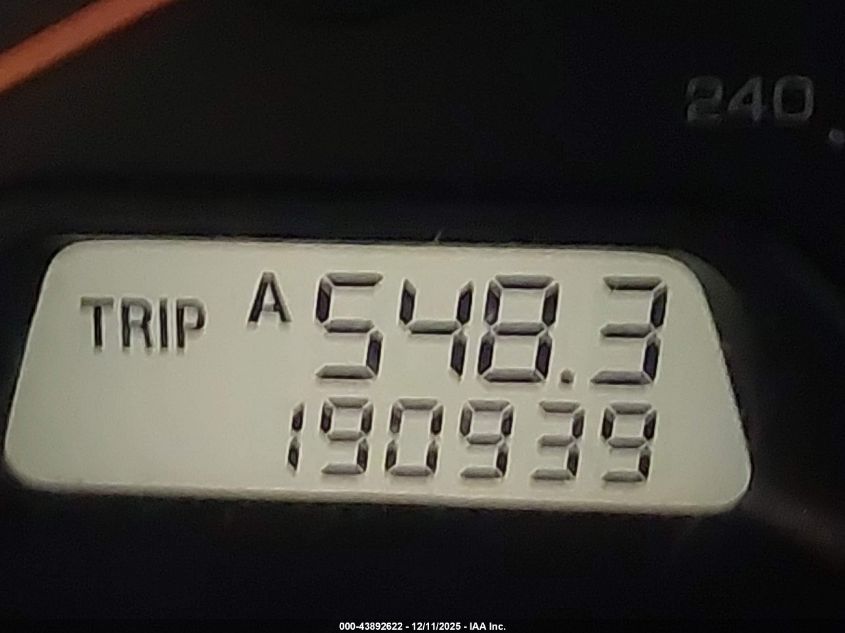 240
TRIP A 548.3
190939
000-43892622 - 12/11/2025 - IAA Inc.